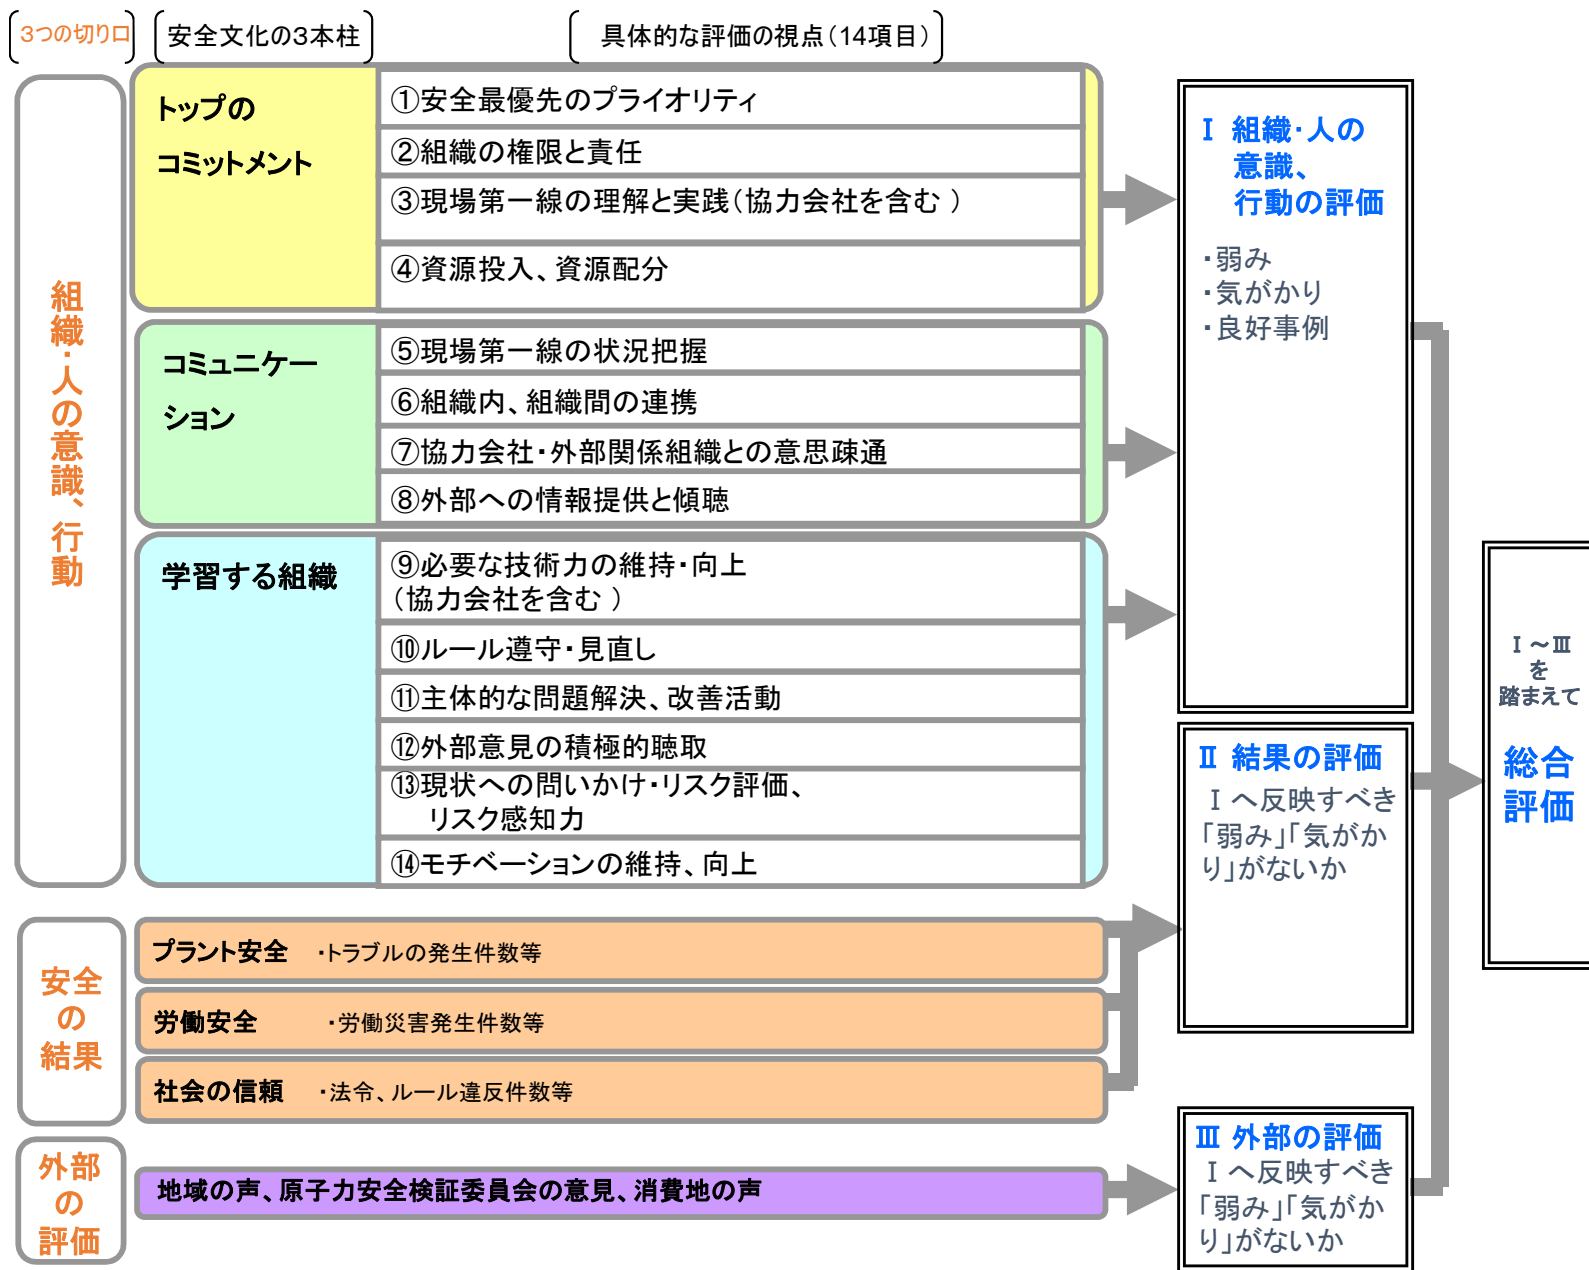 3つの切り口
安全文化の3本柱
具体的な評価の視点(14項目)
組織・人の意識、行動
トップの
コミットメント
①安全最優先のプライオリティ
②組織の権限と責任
③現場第一線の理解と実践(協力会社を含む )
④資源投入、資源配分
コミュニケー
ション
⑤現場第一線の状況把握
⑥組織内、組織間の連携
⑦協力会社・外部関係組織との意思疎通
⑧外部への情報提供と傾聴
学習する組織
⑨必要な技術力の維持・向上
(協力会社を含む )
⑩ルール遵守・見直し
⑪主体的な問題解決、改善活動
⑫外部意見の積極的聴取
⑬現状への問いかけ・リスク評価、
リスク感知力
⑭モチベーションの維持、向上
安全
の
結果
プラント安全 ・トラブルの発生件数等
労働安全 ・労働災害発生件数等
社会の信頼 ・法令、ルール違反件数等
外部
の
評価
地域の声、原子力安全検証委員会の意見、消費地の声
Ⅰ 組織・人の
意識、
行動の評価
・弱み
・気がかり
・良好事例
Ⅱ 結果の評価
Ⅰへ反映すべき
「弱み」「気がか
り」がないか
Ⅲ 外部の評価
Ⅰへ反映すべき
「弱み」「気がか
り」がないか
Ⅰ～Ⅲ
を
踏まえて
総合
評価